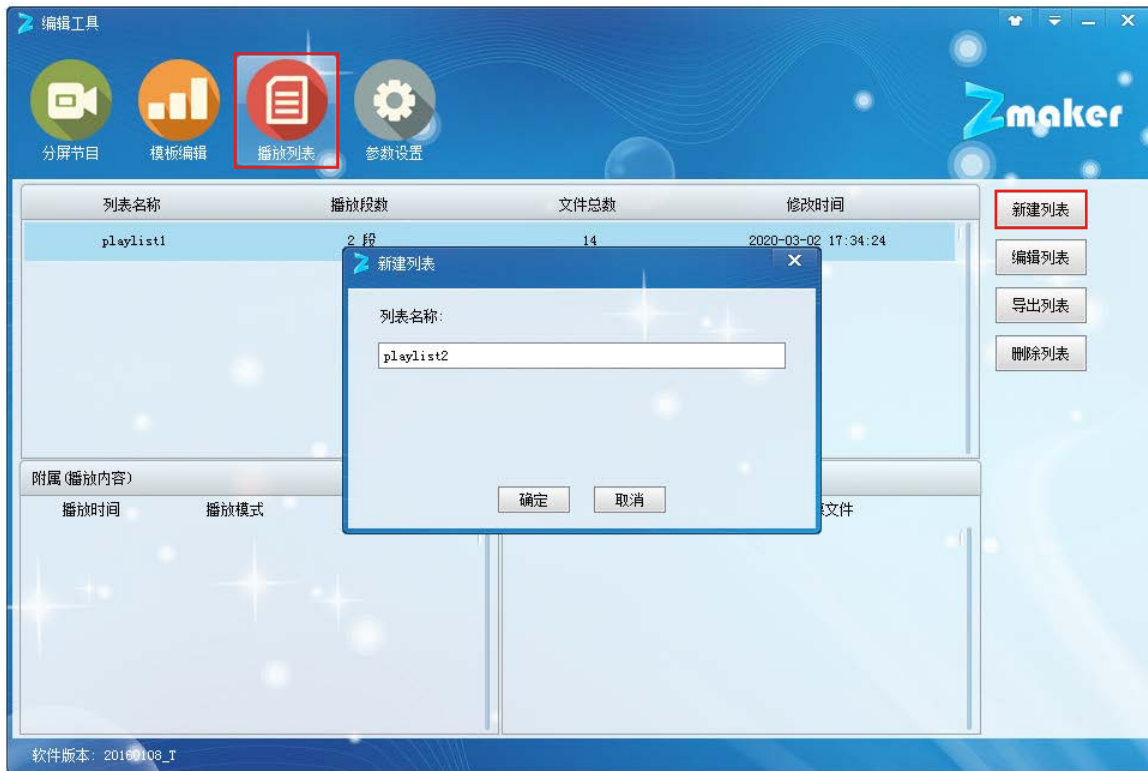 编辑工具
Zmaker
分屏节目 模板编辑 播放列表 参数设置
列表名称 播放段数 文件总数 修改时间
新建列表
playlist1 2 段 14 2020-03-02 17:34:24
编辑列表
新建列表
列表名称:
导出列表
playlist2
删除列表
附属(播放内容)
确定 取消
播放时间 播放模式 文件
软件版本: 20160108_T